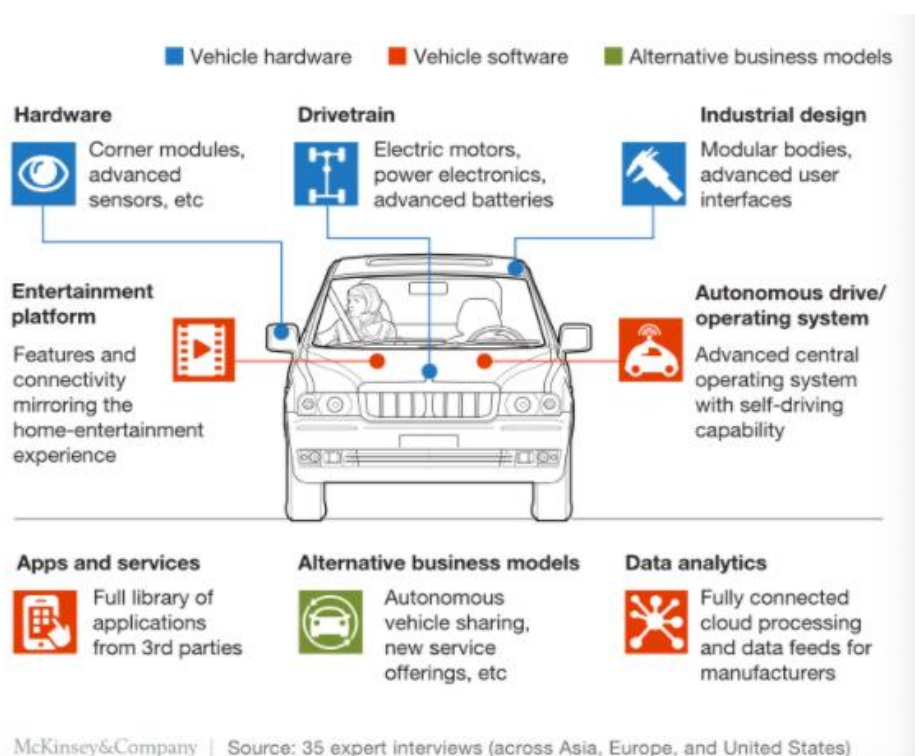 Vehicle hardware
Vehicle software
Alternative business models
Hardware
Corner modules,
advanced
sensors, etc
Drivetrain
Electric motors,
power electronics,
advanced batteries
Industrial design
Modular bodies,
advanced user
interfaces
Entertainment
platform
Features and
connectivity
mirroring the
home-entertainment
experience
Autonomous drive/
operating system
Advanced central
operating system
with self-driving
capability
Apps and services
Full library of
applications
from 3rd parties
Alternative business models
Autonomous
vehicle sharing,
new service
offerings, etc
Data analytics
Fully connected
cloud processing
and data feeds for
manufacturers
McKinsey&Company | Source: 35 expert interviews (across Asia, Europe, and United States)